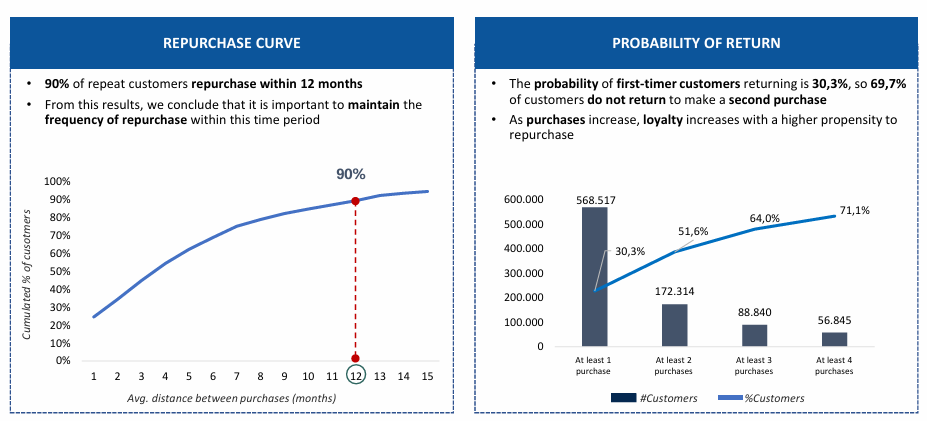 REPURCHASE CURVE
• 90% of repeat customers repurchase within 12 months
• From this results, we conclude that it is important to maintain the
frequency of repurchase within this time period
90%
100%
90%
80%
70%
60%
50%
40%
30%
20%
10%
0%
Cumulated % of cusotmers
1 2 3 4 5 6 7 8 9 10 11 12 13 14 15
Avg. distance between purchases (months)
PROBABILITY OF RETURN
• The probability of first-timer customers returning is 30,3%, so 69,7%
of customers do not return to make a second purchase
• As purchases increase, loyalty increases with a higher propensity to
repurchase
600.000
500.000
400.000
300.000
200.000
100.000
0
568.517
30,3%
51,6%
64,0%
71,1%
172.314
88.840
56.845
At least 1
purchase
At least 2
purchases
At least 3
purchases
At least 4
purchases
#Customers
%Customers